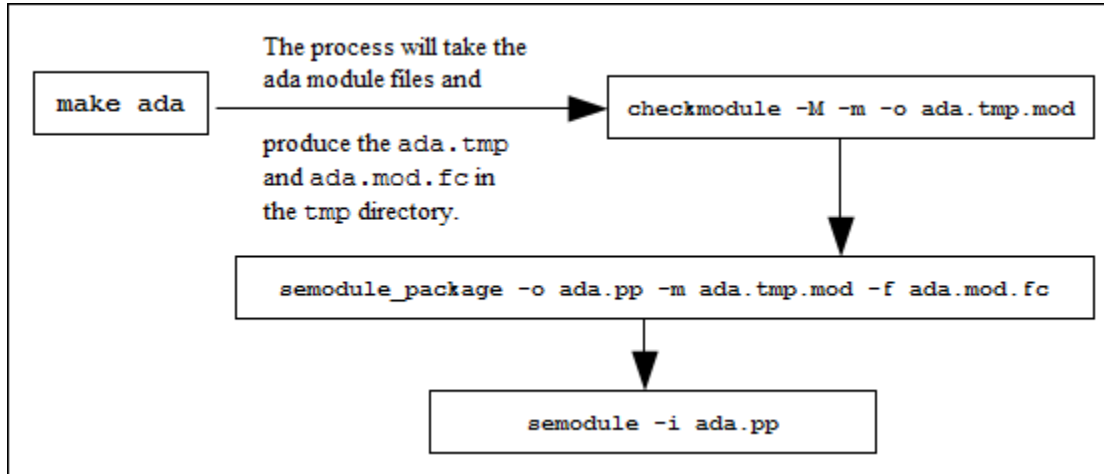 The process will take the
ada module files and
make ada
checkmodule -M -m -o ada.tmp.mod
produce the ada.tmp
and ada.mod.fc in
the tmp directory.
semodule_package -o ada.pp -m ada.tmp.mod -f ada.mod.fc
semodule -i ada.pp